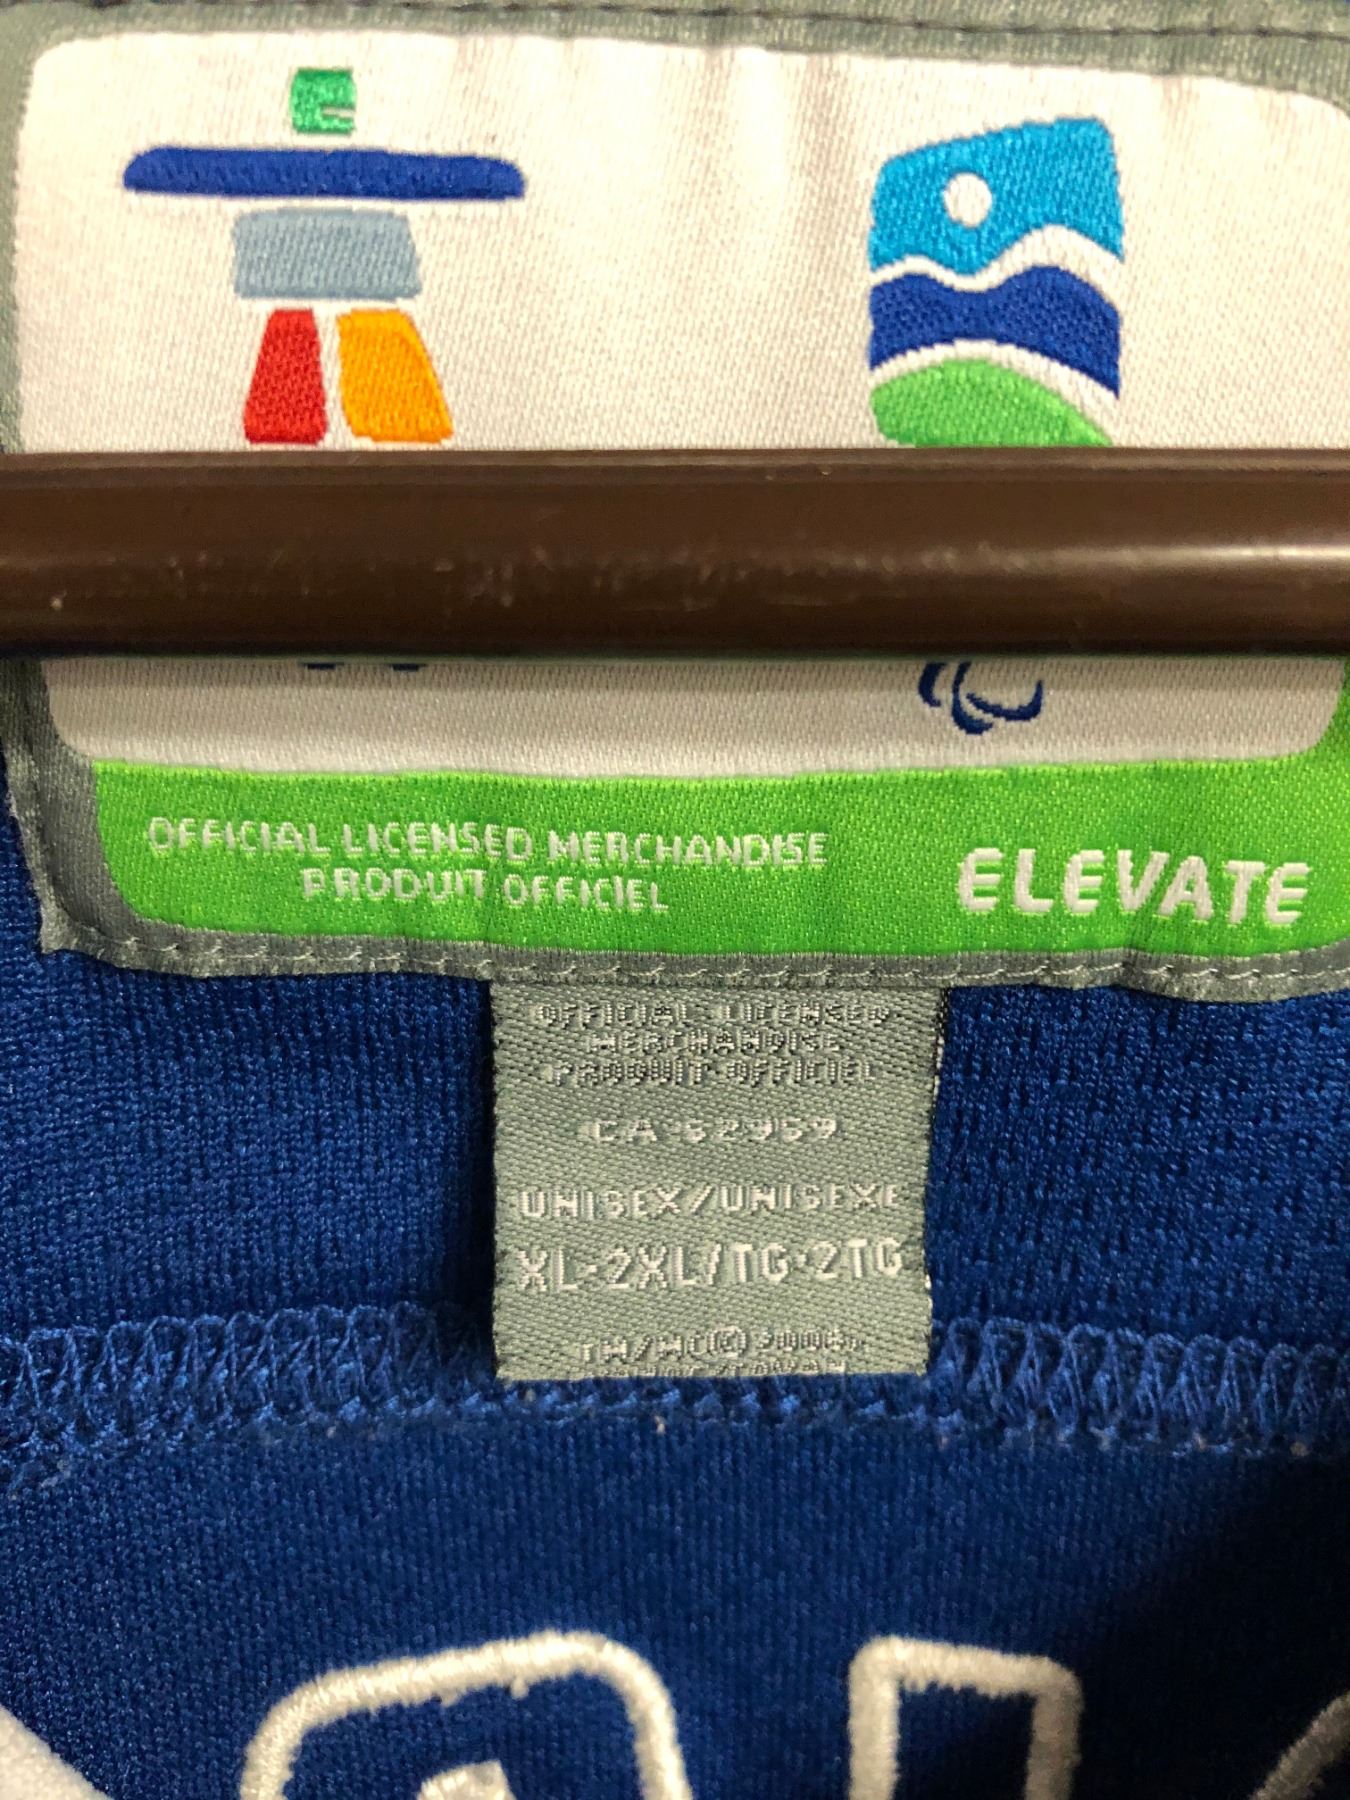 OFFICIAL LICENSED MERCHANDISE
PRODUIT OFFICIEL
ELEVATE
OFFICIAL LICENSED
MERCHANDISE
PRODUIT OFFICIEL
CA 52959
UNISEX/UNISEXE
XL-2XL/TG-2TG